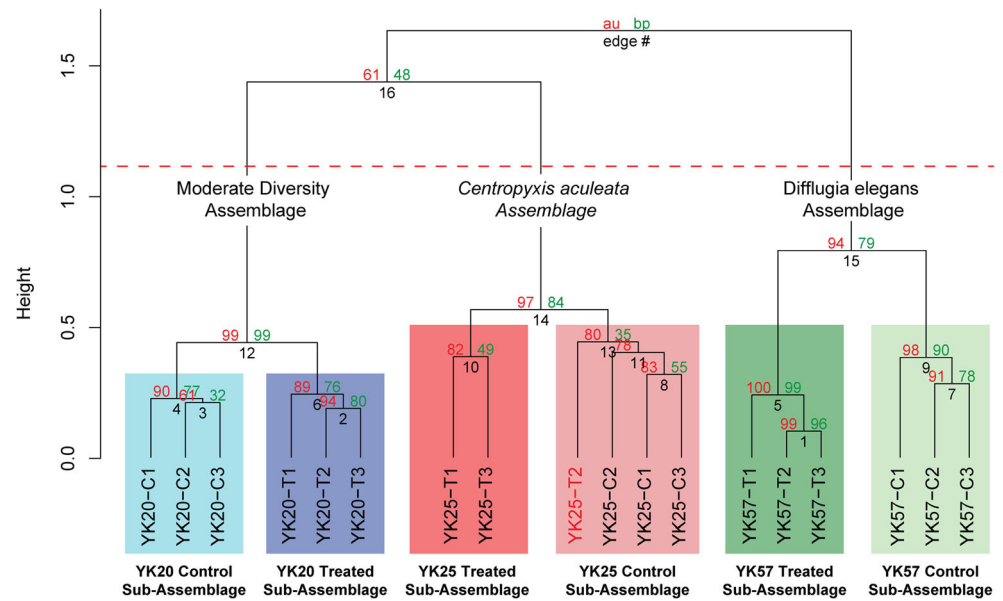 au bp
edge #
1.5
61 48
16
1.0
Moderate Diversity
Assemblage
Centropyxis aculeata
Assemblage
Difflugia elegans
Assemblage
94 79
15
Height
97 84
14
0.5
99 99
12
80 35
13 78
11
82 49
10
83 55
8
98 90
9
91 78
7
90 77
4
61 32
3
89 76
6
94 80
2
100 99
5
99 96
1
0.0
YK20-C1
YK20-C2
YK20-C3
YK20-T1
YK20-T2
YK20-T3
YK25-T1
YK25-T3
YK25-T2
YK25-C2
YK25-C1
YK25-C3
YK57-T1
YK57-T2
YK57-T3
YK57-C1
YK57-C2
YK57-C3
YK20 Control
Sub-Assemblage
YK20 Treated
Sub-Assemblage
YK25 Treated
Sub-Assemblage
YK25 Control
Sub-Assemblage
YK57 Treated
Sub-Assemblage
YK57 Control
Sub-Assemblage